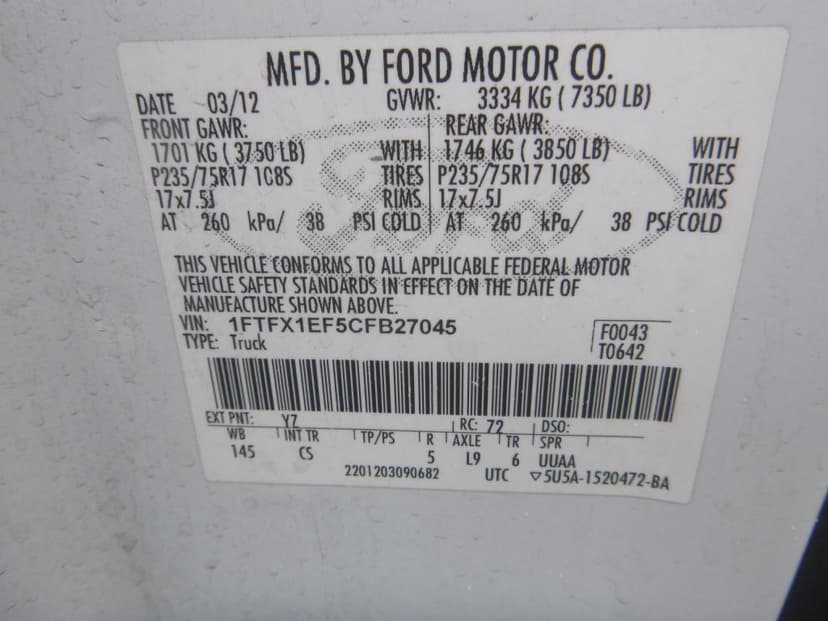 MFD. BY FORD MOTOR CO.
DATE 03/12 GVWR: 3334 KG ( 7350 LB)
FRONT GAWR: REAR GAWR:
1701 KG ( 3750 LB) WITH 1746 KG ( 3850 LB) WITH
P235/75R17 108S TIRES P235/75R17 108S TIRES
17x7.5J RIMS 17x7.5J RIMS
AT 260 kPa/ 38 PSI COLD AT 260 kPa/ 38 PSI COLD
Ford
THIS VEHICLE CONFORMS TO ALL APPLICABLE FEDERAL MOTOR
VEHICLE SAFETY STANDARDS IN EFFECT ON THE DATE OF
MANUFACTURE SHOWN ABOVE.
VIN: 1FTFX1EF5CFB27045 F0043
TYPE: Truck T0642
EXT PNT: YZ RC: 72 DSO:
WB INT TR TP/PS R AXLE TR SPR
145 CS 5 L9 6 UUAA
2201203090682 UTC ▽5U5A-1520472-BA